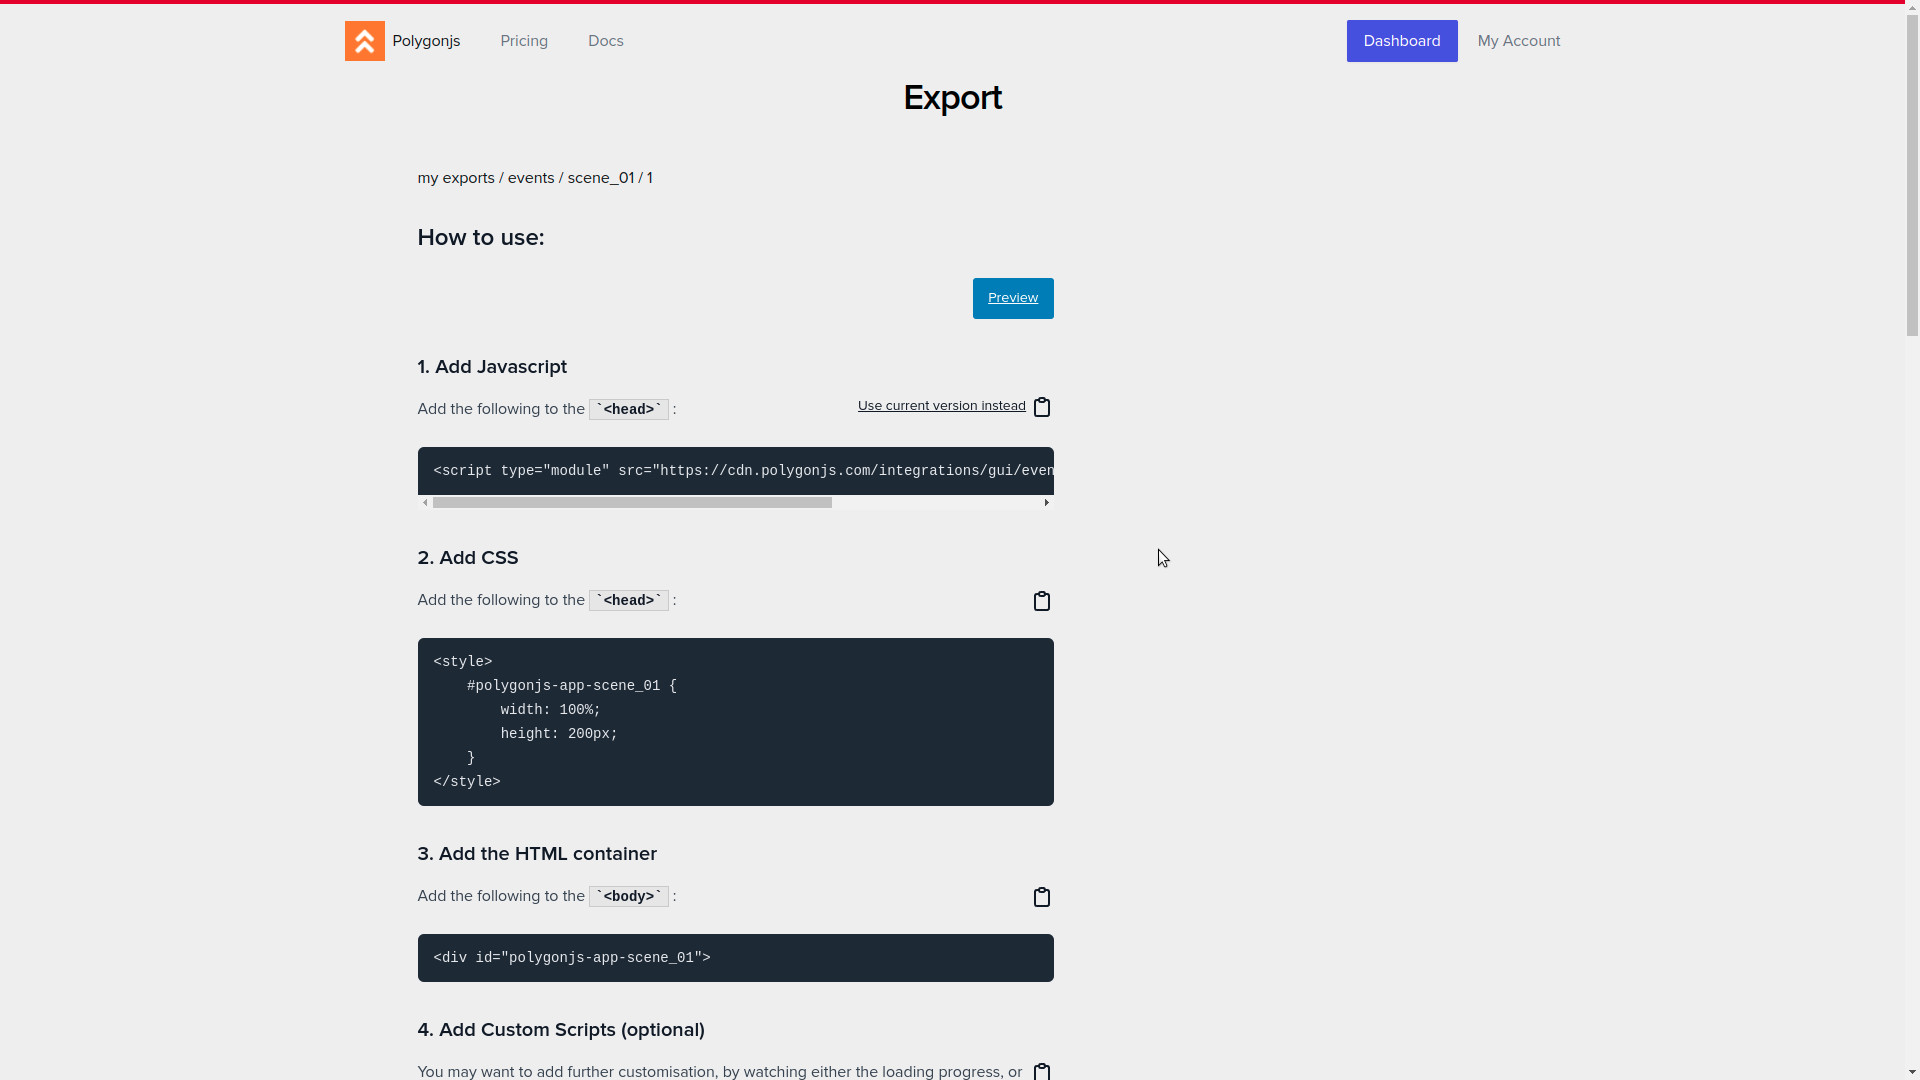 Polygonjs
Pricing
Docs
Dashboard
My Account
Export
my exports / events / scene_01 / 1
How to use:
Preview
1. Add Javascript
Add the following to the `<head>` :
Use current version instead
<script type="module" src="https://cdn.polygonjs.com/integrations/gui/even
2. Add CSS
Add the following to the `<head>` :
<style>
    #polygonjs-app-scene_01 {
        width: 100%;
        height: 200px;
    }
</style>
3. Add the HTML container
Add the following to the `<body>` :
<div id="polygonjs-app-scene_01">
4. Add Custom Scripts (optional)
You may want to add further customisation, by watching either the loading progress, or